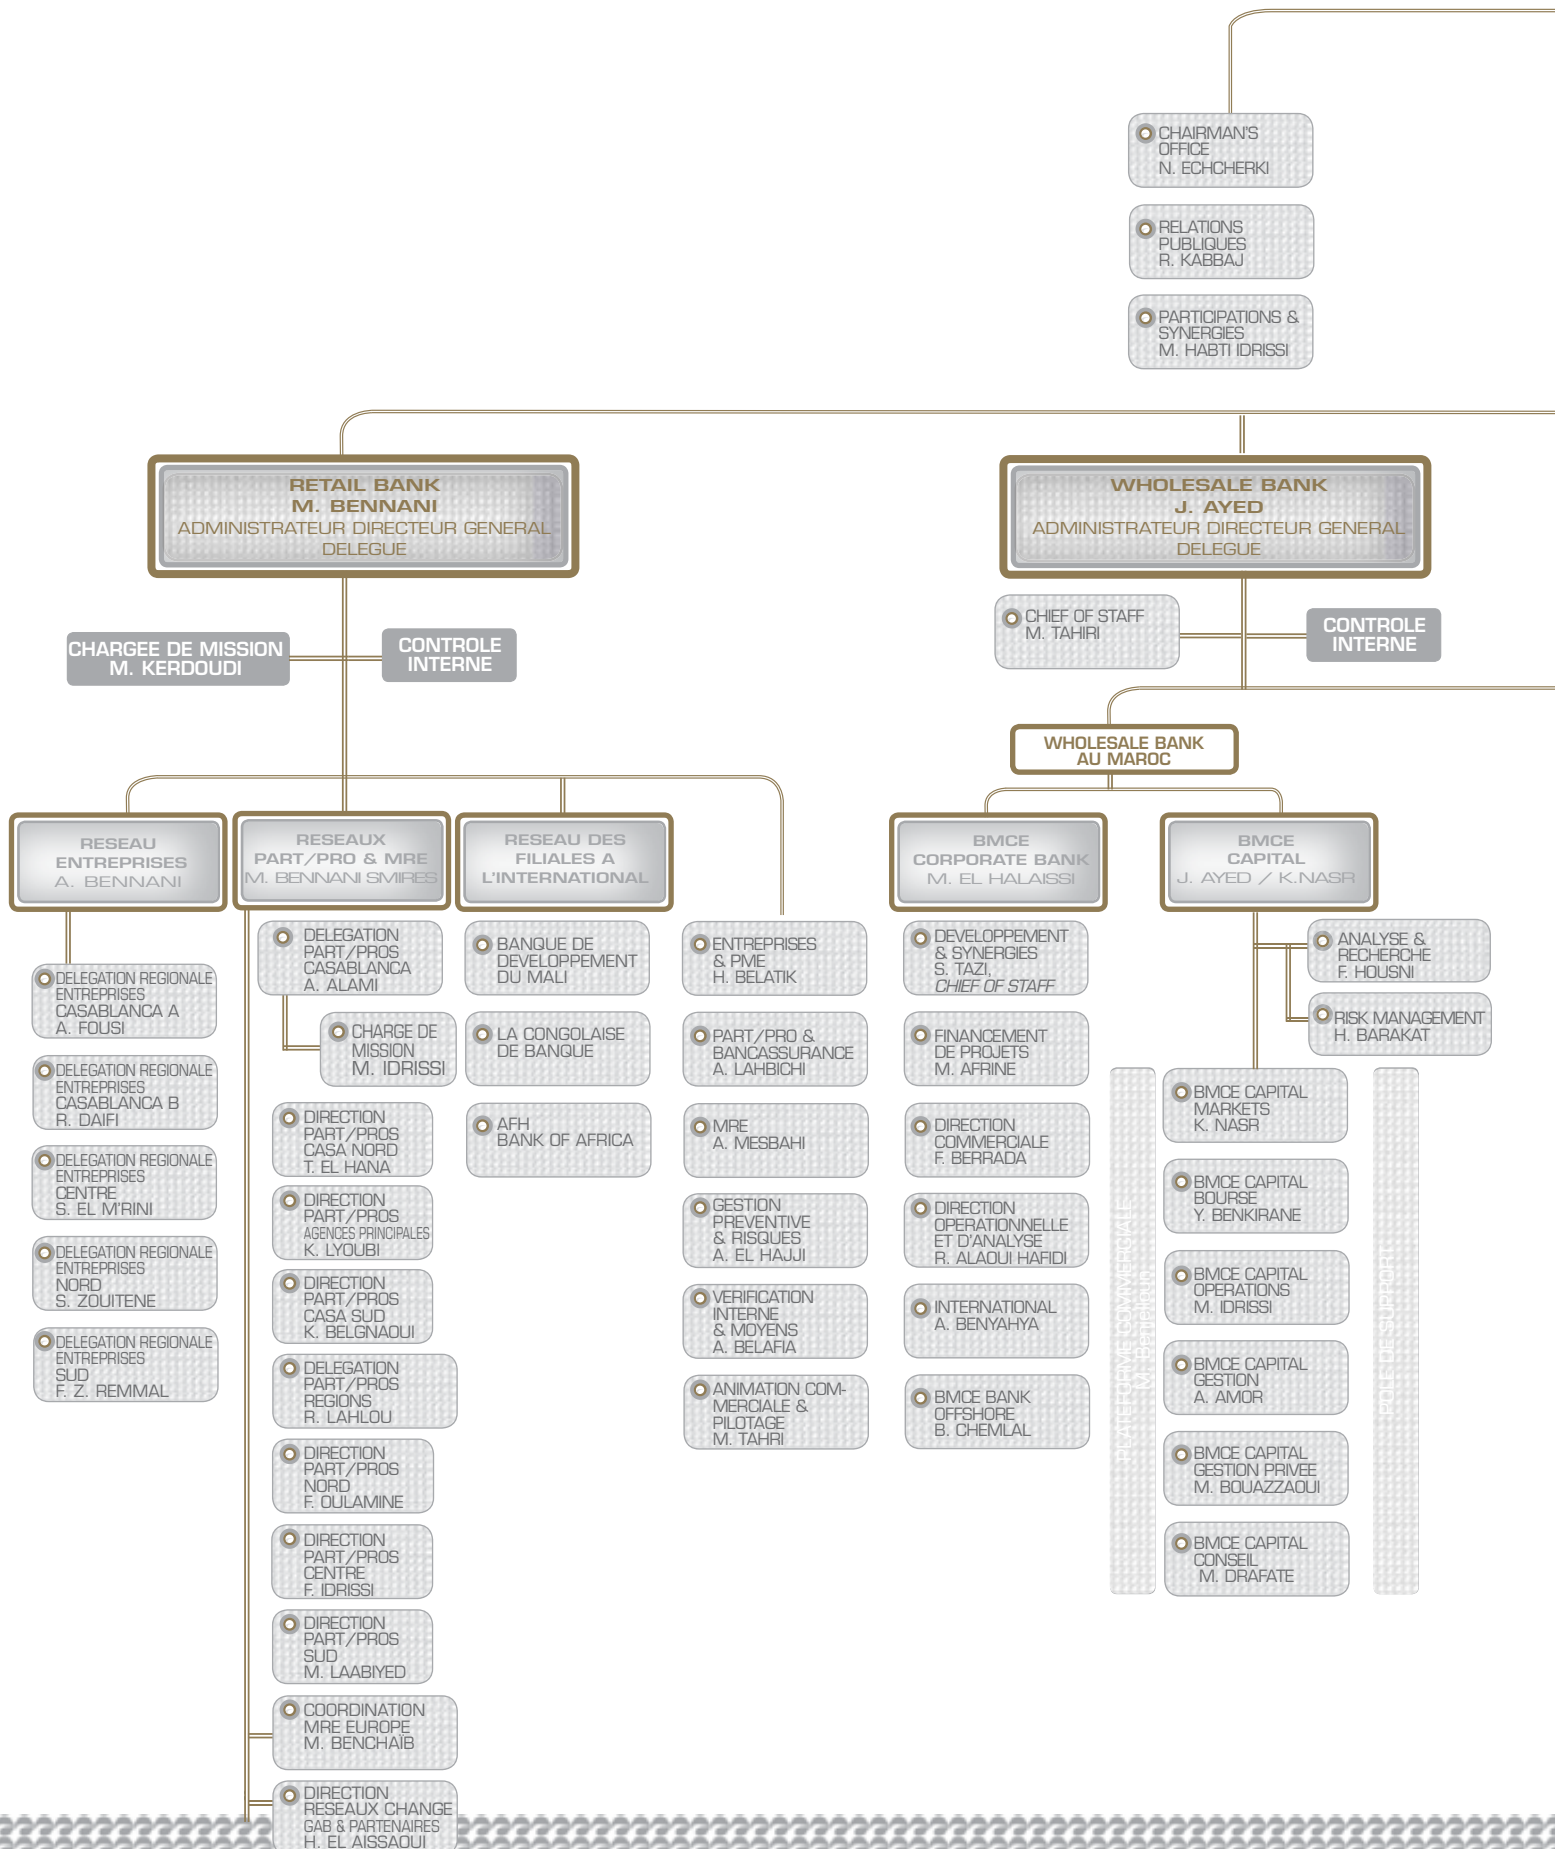 CHAIRMAN'S
OFFICE
N. ECHCHERKI
RELATIONS
PUBLIQUES
R. KABBAJ
PARTICIPATIONS &
SYNERGIES
M. HABTI IDRISSI
RETAIL BANK
M. BENNANI
ADMINISTRATEUR DIRECTEUR GENERAL
DELEGUE
WHOLESALE BANK
J. AYED
ADMINISTRATEUR DIRECTEUR GENERAL
DELEGUE
CHARGEE DE MISSION
M. KERDOUDI
CONTROLE
INTERNE
CHIEF OF STAFF
M. TAHIRI
CONTROLE
INTERNE
WHOLESALE BANK
AU MAROC
RESEAU
ENTREPRISES
A. BENNANI
RESEAUX
PART/PRO & MRE
M. BENNANI SMIRES
RESEAU DES
FILIALES A
L'INTERNATIONAL
BMCE
CORPORATE BANK
M. EL HALAISSI
BMCE
CAPITAL
J. AYED / K.NASR
DELEGATION REGIONALE
ENTREPRISES
CASABLANCA A
A. FOUSI
DELEGATION REGIONALE
ENTREPRISES
CASABLANCA B
R. DAIFI
DELEGATION REGIONALE
ENTREPRISES
CENTRE
S. EL M'RINI
DELEGATION REGIONALE
ENTREPRISES
NORD
S. ZOUITENE
DELEGATION REGIONALE
ENTREPRISES
SUD
F. Z. REMMAL
DELEGATION
PART/PROS
CASABLANCA
A. ALAMI
CHARGE DE
MISSION
M. IDRISSI
DIRECTION
PART/PROS
CASA NORD
T. EL HANA
DIRECTION
PART/PROS
AGENCES PRINCIPALES
K. LYOUBI
DIRECTION
PART/PROS
CASA SUD
K. BELGNAOUI
DELEGATION
PART/PROS
REGIONS
R. LAHLOU
DIRECTION
PART/PROS
NORD
F. OULAMINE
DIRECTION
PART/PROS
CENTRE
F. IDRISSI
DIRECTION
PART/PROS
SUD
M. LAABIYED
COORDINATION
MRE EUROPE
M. BENCHAÏB
DIRECTION
RESEAUX CHANGE
GAB & PARTENAIRES
H. EL AISSAOUI
BANQUE DE
DEVELOPPEMENT
DU MALI
LA CONGOLAISE
DE BANQUE
AFH
BANK OF AFRICA
ENTREPRISES
& PME
H. BELATIK
PART/PRO &
BANCASSURANCE
A. LAHBICHI
MRE
A. MESBAHI
GESTION
PREVENTIVE
& RISQUES
A. EL HAJJI
VERIFICATION
INTERNE
& MOYENS
A. BELAFIA
ANIMATION COM-
MERCIALE &
PILOTAGE
M. TAHRI
DEVELOPPEMENT
& SYNERGIES
S. TAZI,
CHIEF OF STAFF
FINANCEMENT
DE PROJETS
M. AFRINE
DIRECTION
COMMERCIALE
F. BERRADA
DIRECTION
OPERATIONNELLE
ET D'ANALYSE
R. ALAOUI HAFIDI
INTERNATIONAL
A. BENYAHYA
BMCE BANK
OFFSHORE
B. CHEMLAL
ANALYSE &
RECHERCHE
F. HOUSNI
RISK MANAGEMENT
H. BARAKAT
PLATEFORME COMMERCIALE
BMCE CAPITAL
MARKETS
K. NASR
BMCE CAPITAL
BOURSE
Y. BENKIRANE
BMCE CAPITAL
OPERATIONS
M. IDRISSI
BMCE CAPITAL
GESTION
A. AMOR
BMCE CAPITAL
GESTION PRIVEE
M. BOUAZZAOUI
BMCE CAPITAL
CONSEIL
M. DRAFATE
POLE DE SUPPORT